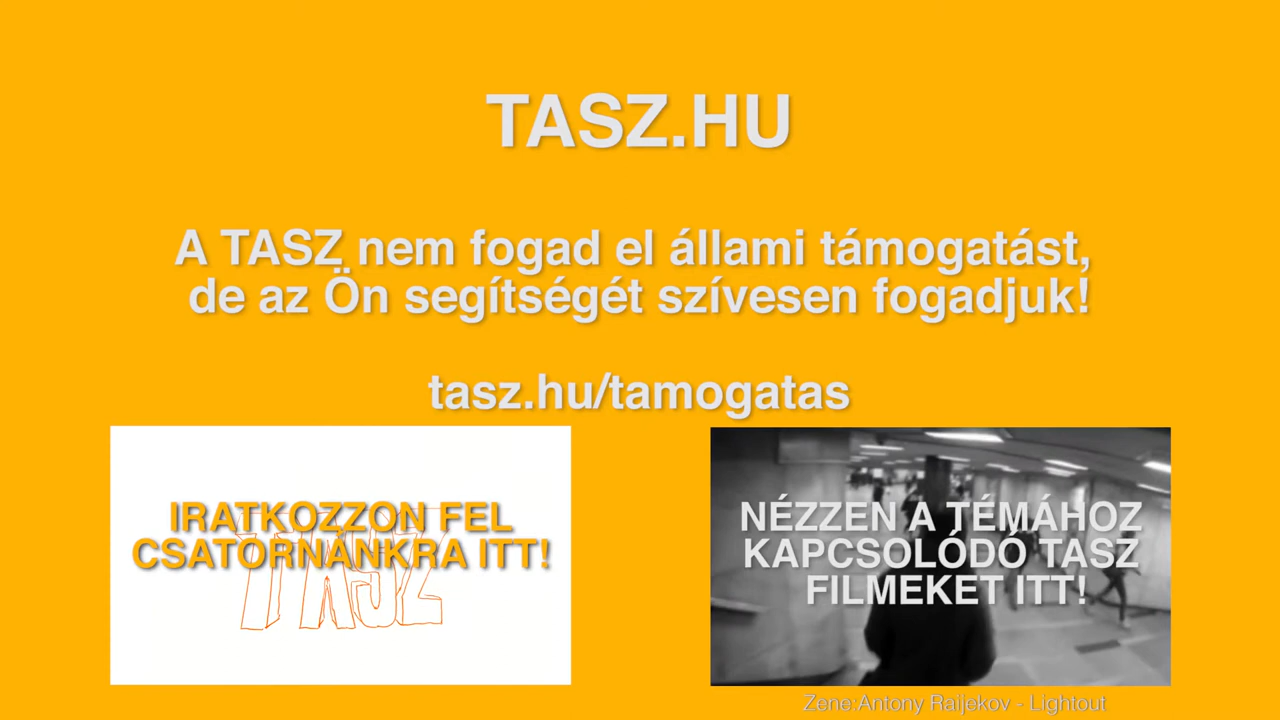 TASZ.HU
A TASZ nem fogad el állami támogatást,
de az Ön segítségét szívesen fogadjuk!
tasz.hu/tamogatas
IRATKOZZON FEL
CSATORNÁNKRA ITT!
TASZ
NÉZZEN A TÉMÁHOZ
KAPCSOLÓDÓ TASZ
FILMEKET ITT!
Zene:Antony Raijekov - Lightout